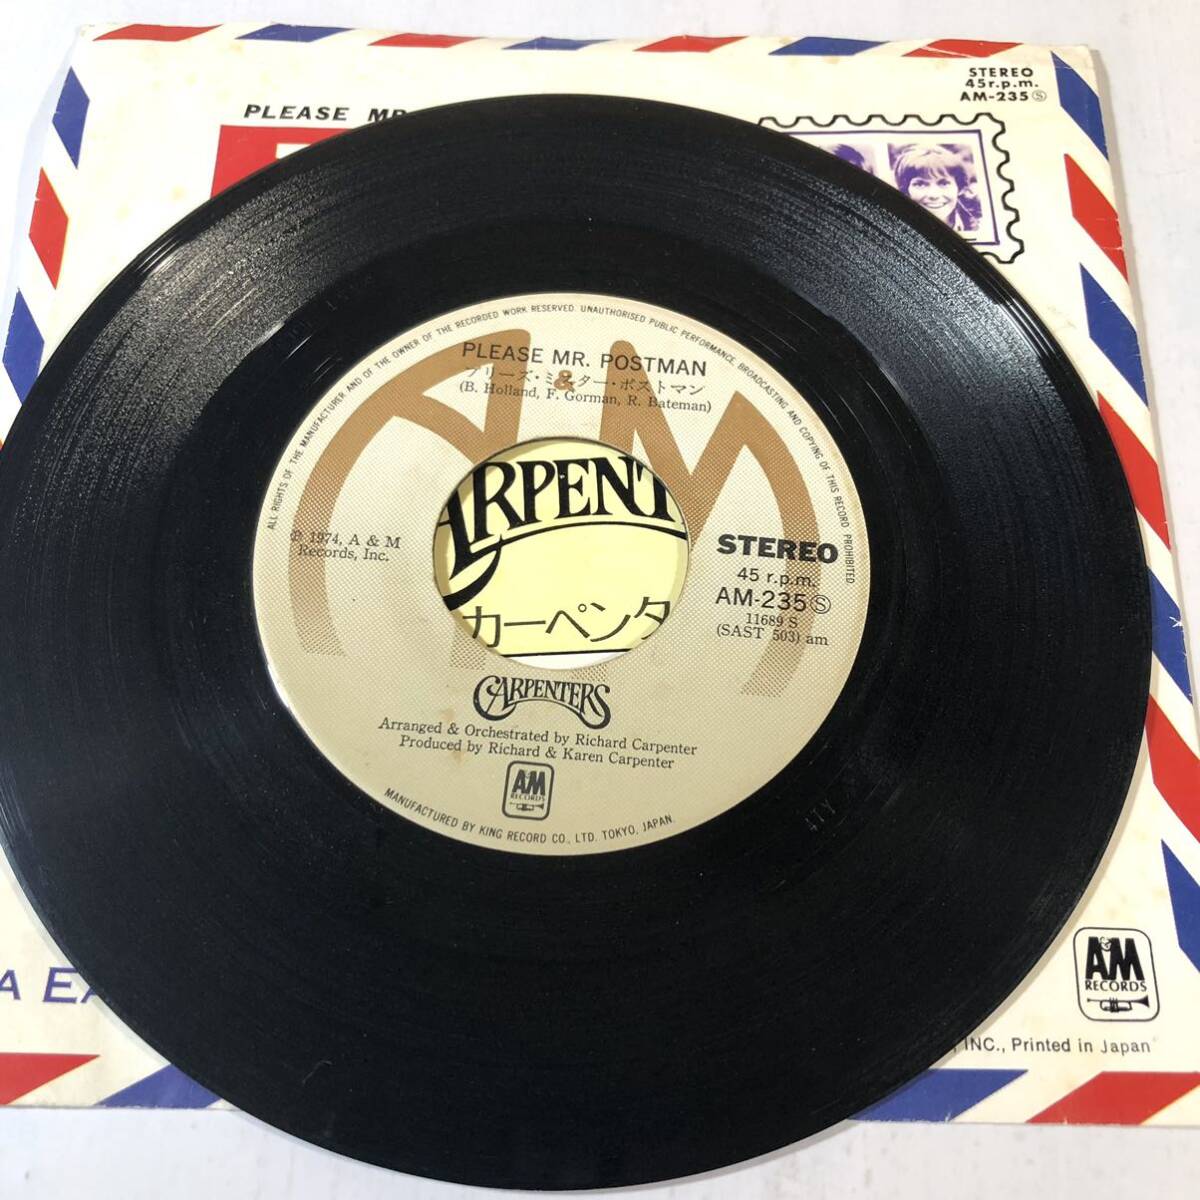 PLEASE MR
STEREO
45r.p.m.
AM-235Ⓢ
ALL RIGHTS OF THE MANUFACTURER AND OF THE OWNER OF THE RECORDED WORK RESERVED. UNAUTHORISED PUBLIC PERFORMANCE, BROADCASTING AND COPYING OF THIS RECORD PROHIBITED
PLEASE MR. POSTMAN
プリーズ・ミスター・ポストマン
&
(B. Holland, F. Gorman, R. Bateman)
CARPENT
カーペンタ
℗ 1974, A & M
Records, Inc.
STEREO
45 r.p.m.
AM-235Ⓢ
11689 S
(SAST 503) am
CARPENTERS
Arranged & Orchestrated by Richard Carpenter
Produced by Richard & Karen Carpenter
A&M
RECORDS
MANUFACTURED BY KING RECORD CO., LTD. TOKYO, JAPAN.
A&M
RECORDS
, INC., Printed in Japan